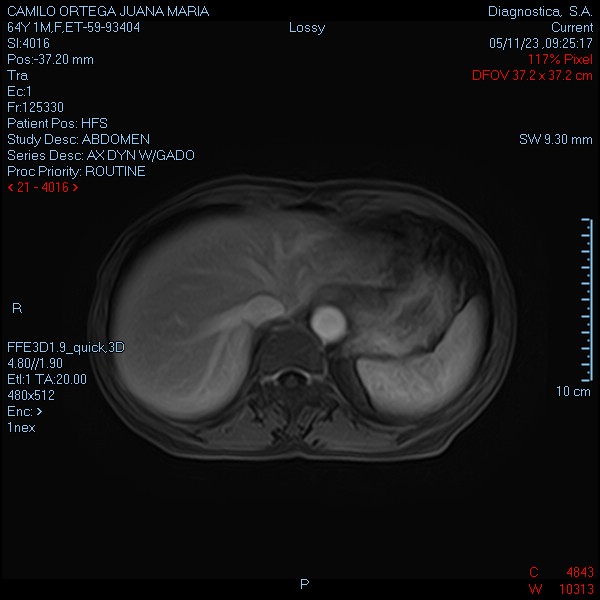 CAMILO ORTEGA JUANA MARIA
Diagnostica, S.A.
64Y 1M,F,ET-59-93404
Lossy
Current
SI:4016
05/11/23 ,09:25:17
Pos:-37.20 mm
117% Pixel
Tra
DFOV 37.2 x 37.2 cm
Ec:1
Fr:125330
Patient Pos: HFS
Study Desc: ABDOMEN
SW 9.30 mm
Series Desc: AX DYN W/GADO
Proc Priority: ROUTINE
< 21 - 4016 >
R
FFE3D1.9_quick,3D
4.80//1.90
Etl:1 TA:20.00
480x512
10 cm
Enc: >
1nex
C 4843
P
W 10313